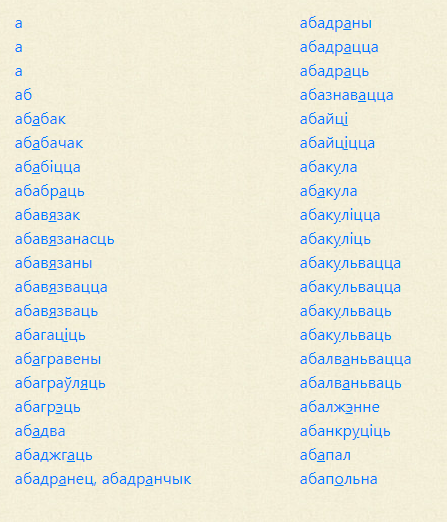 а
а
а
аб
абабак
абабачак
абабіцца
абабраць
абавязак
абавязанасць
абавязаны
абавязвацца
абавязваць
абагаціць
абагравены
абаграўляць
абагрэць
абадва
абаджгаць
абадранец, абадранчык
абадраны
абадрацца
абадраць
абазнавацца
абайці
абайціцца
абакула
абакула
абакуліцца
абакуліць
абакульвацца
абакульвацца
абакульваць
абакульваць
абалваньвацца
абалваньваць
абалжэнне
абанкруціць
абапал
абапольна